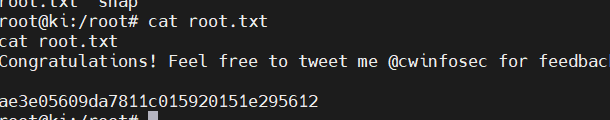 root.txt  snap
root@ki:/root# cat root.txt
cat root.txt
Congratulations! Feel free to tweet me @cwinfosec for feedbac
ae3e05609da7811c015920151e295612
root@ki:/root#